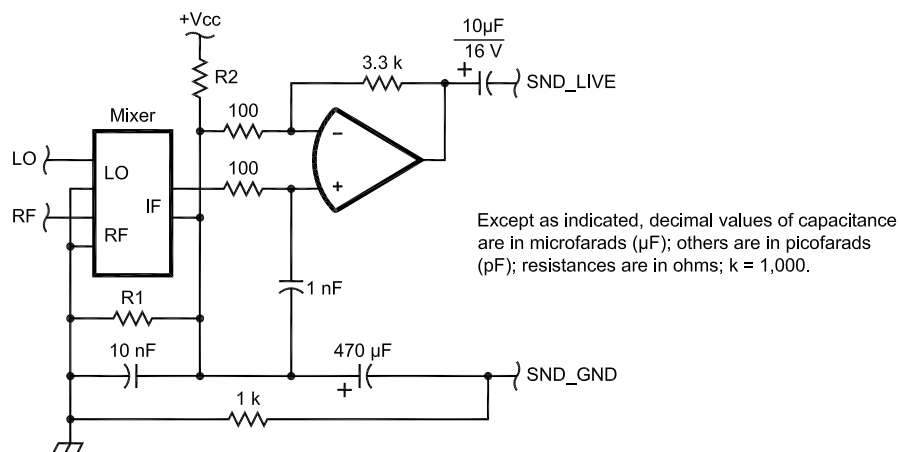 +Vcc
R2
10µF
16 V
+
SND_LIVE
3.3 k
100
Mixer
−
LO
LO
100
+
IF
RF
RF
Except as indicated, decimal values of capacitance
are in microfarads (µF); others are in picofarads
(pF); resistances are in ohms; k = 1,000.
R1
1 nF
10 nF
470 µF
+
SND_GND
1 k